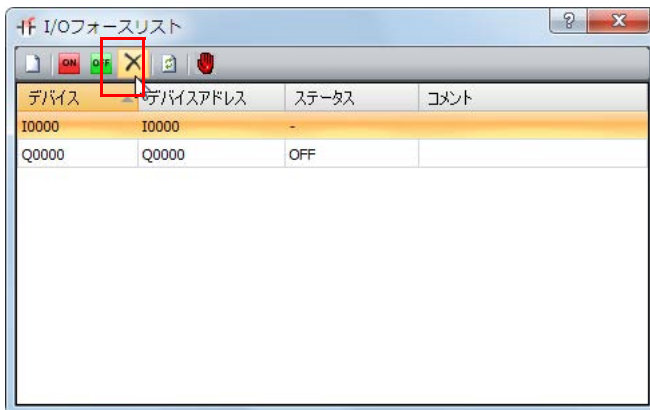 I/Oフォースリスト
ON OFF
デバイス デバイスアドレス ステータス コメント
I0000 I0000 -
Q0000 Q0000 OFF